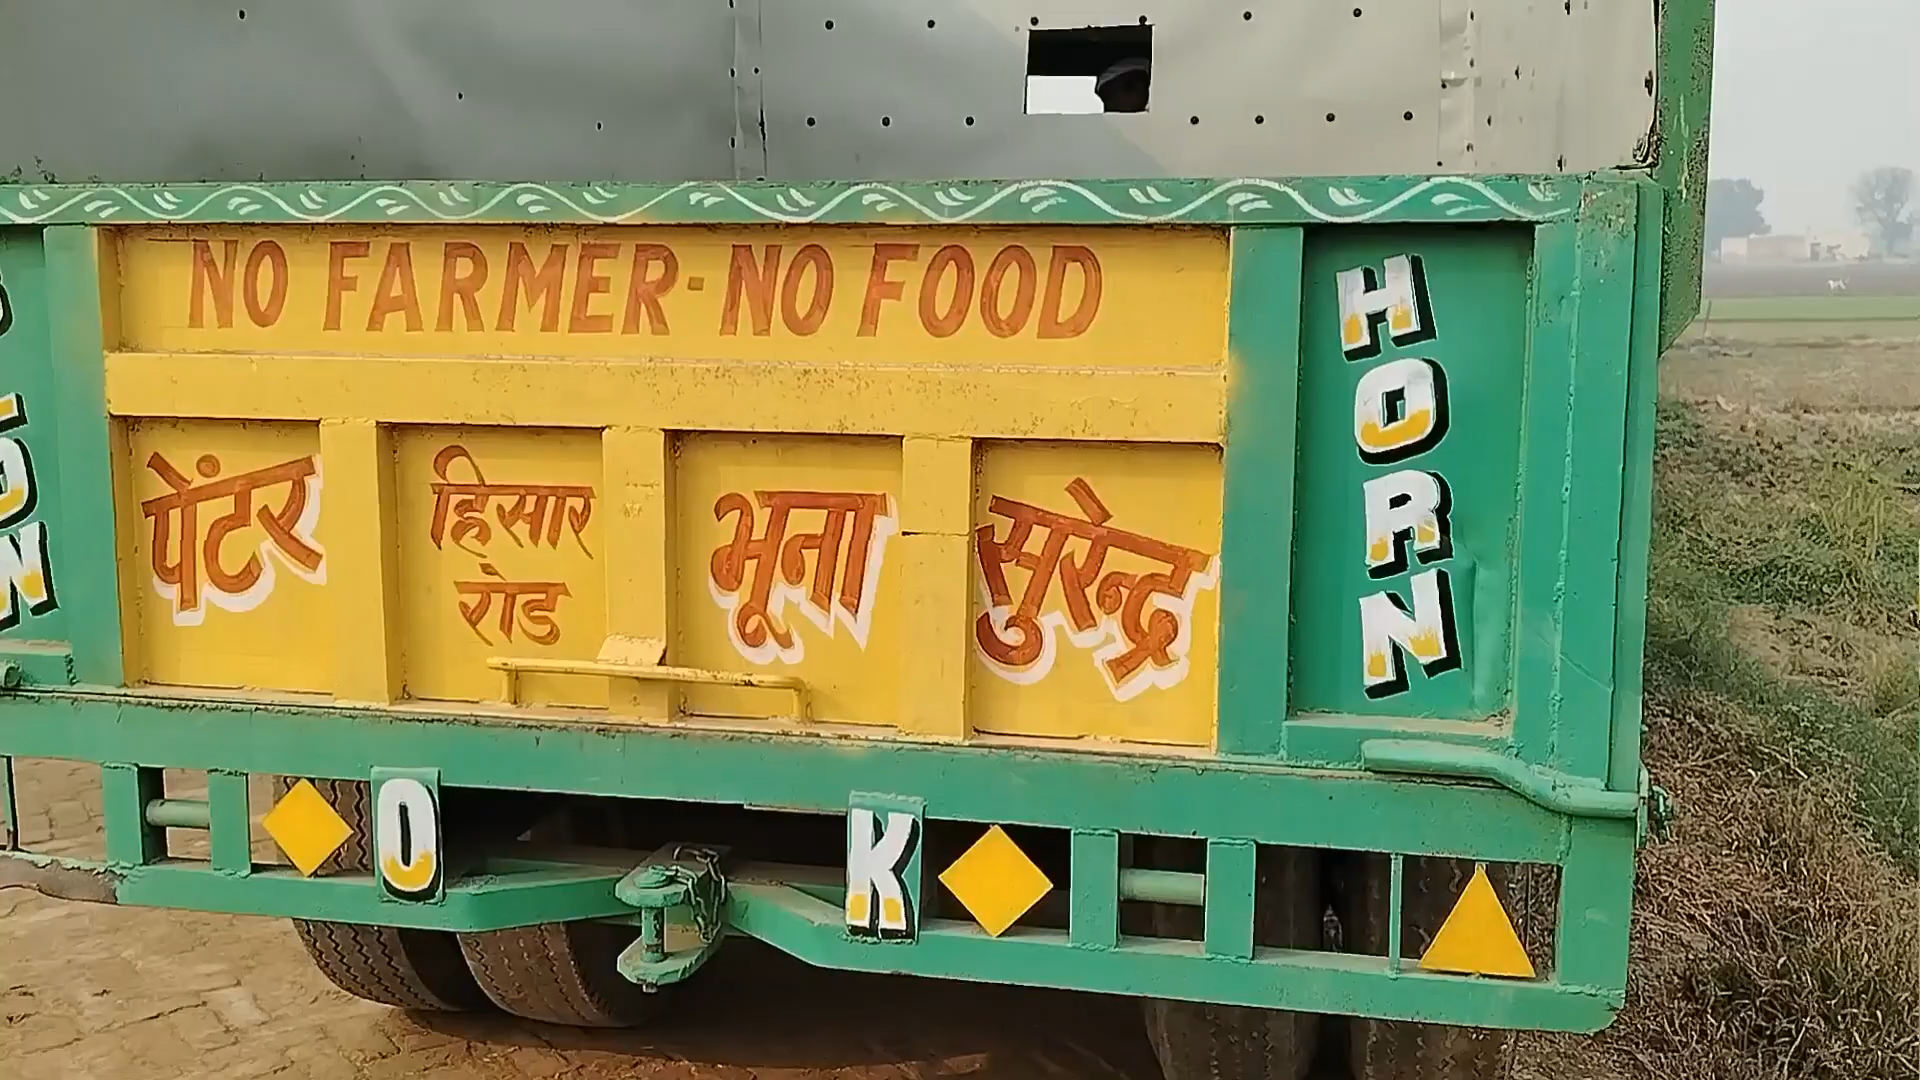 NO FARMER - NO FOOD
पेंटर
हिसार
रोड
भूना
सुरेन्द्र
HORN
O K